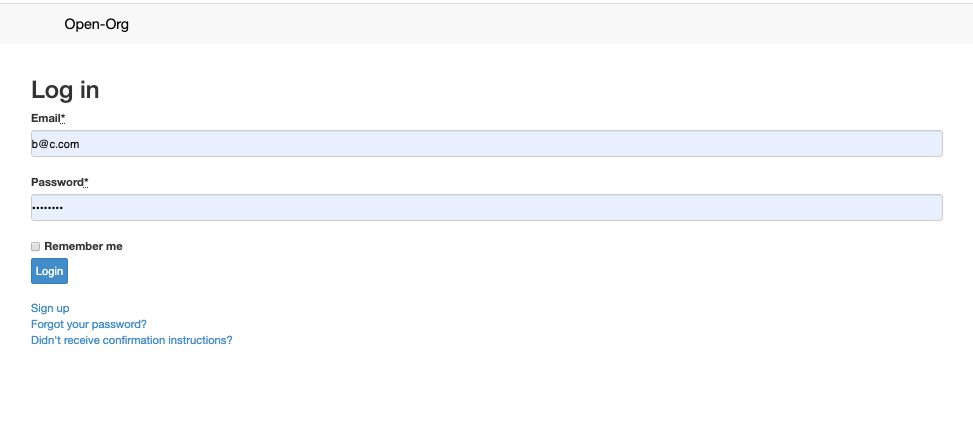 Open-Org
Log in
Email*
b@c.com
Password*
••••••••
Remember me
Login
Sign up
Forgot your password?
Didn't receive confirmation instructions?